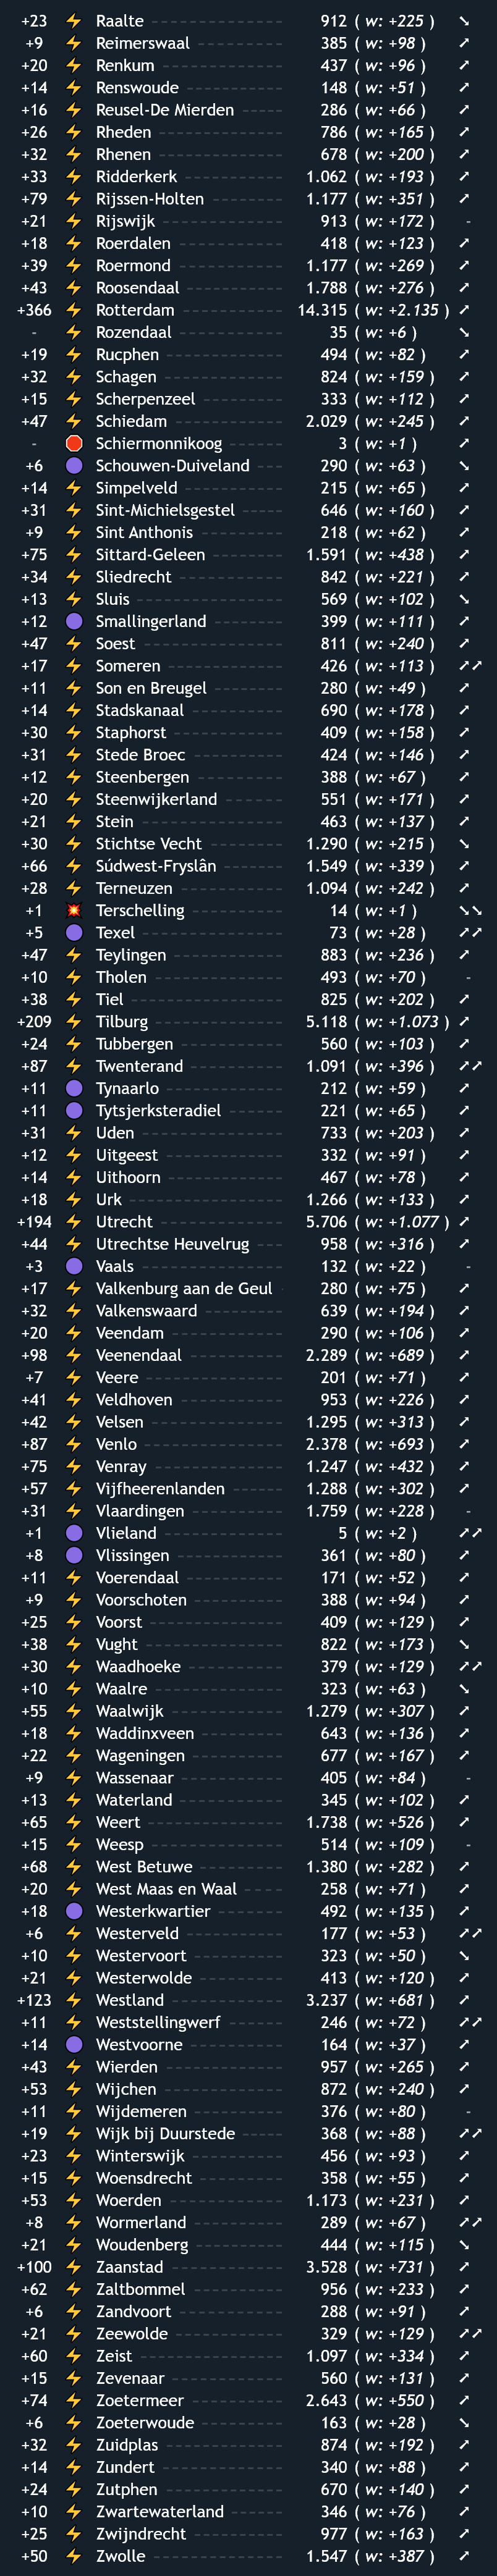 +23 Raalte 912 ( w: +225 )
+9 Reimerswaal 385 ( w: +98 )
+20 Renkum 437 ( w: +96 )
+14 Renswoude 148 ( w: +51 )
+16 Reusel-De Mierden 286 ( w: +66 )
+26 Rheden 786 ( w: +165 )
+32 Rhenen 678 ( w: +200 )
+33 Ridderkerk 1.062 ( w: +193 )
+79 Rijssen-Holten 1.177 ( w: +351 )
+21 Rijswijk 913 ( w: +172 ) -
+18 Roerdalen 418 ( w: +123 )
+39 Roermond 1.177 ( w: +269 )
+43 Roosendaal 1.788 ( w: +276 )
+366 Rotterdam 14.315 ( w: +2.135 )
- Rozendaal 35 ( w: +6 )
+19 Rucphen 494 ( w: +82 )
+32 Schagen 824 ( w: +159 )
+15 Scherpenzeel 333 ( w: +112 )
+47 Schiedam 2.029 ( w: +245 )
- Schiermonnikoog 3 ( w: +1 )
+6 Schouwen-Duiveland 290 ( w: +63 )
+14 Simpelveld 215 ( w: +65 )
+31 Sint-Michielsgestel 646 ( w: +160 )
+9 Sint Anthonis 218 ( w: +62 )
+75 Sittard-Geleen 1.591 ( w: +438 )
+34 Sliedrecht 842 ( w: +221 )
+13 Sluis 569 ( w: +102 )
+12 Smallingerland 399 ( w: +111 )
+47 Soest 811 ( w: +240 )
+17 Someren 426 ( w: +113 )
+11 Son en Breugel 280 ( w: +49 )
+14 Stadskanaal 690 ( w: +178 )
+30 Staphorst 409 ( w: +158 )
+31 Stede Broec 424 ( w: +146 )
+12 Steenbergen 388 ( w: +67 )
+20 Steenwijkerland 551 ( w: +171 )
+21 Stein 463 ( w: +137 )
+30 Stichtse Vecht 1.290 ( w: +215 )
+66 Súdwest-Fryslân 1.549 ( w: +339 )
+28 Terneuzen 1.094 ( w: +242 )
+1 Terschelling 14 ( w: +1 )
+5 Texel 73 ( w: +28 )
+47 Teylingen 883 ( w: +236 )
+10 Tholen 493 ( w: +70 ) -
+38 Tiel 825 ( w: +202 )
+209 Tilburg 5.118 ( w: +1.073 )
+24 Tubbergen 560 ( w: +103 )
+87 Twenterand 1.091 ( w: +396 )
+11 Tynaarlo 212 ( w: +59 )
+11 Tytsjerksteradiel 221 ( w: +65 )
+31 Uden 733 ( w: +203 )
+12 Uitgeest 332 ( w: +91 )
+14 Uithoorn 467 ( w: +78 )
+18 Urk 1.266 ( w: +133 )
+194 Utrecht 5.706 ( w: +1.077 )
+44 Utrechtse Heuvelrug 958 ( w: +316 )
+3 Vaals 132 ( w: +22 ) -
+17 Valkenburg aan de Geul 280 ( w: +75 )
+32 Valkenswaard 639 ( w: +194 )
+20 Veendam 290 ( w: +106 )
+98 Veenendaal 2.289 ( w: +689 )
+7 Veere 201 ( w: +71 )
+41 Veldhoven 953 ( w: +226 )
+42 Velsen 1.295 ( w: +313 )
+87 Venlo 2.378 ( w: +693 )
+75 Venray 1.247 ( w: +432 )
+57 Vijfheerenlanden 1.288 ( w: +302 )
+31 Vlaardingen 1.759 ( w: +228 ) -
+1 Vlieland 5 ( w: +2 )
+8 Vlissingen 361 ( w: +80 )
+11 Voerendaal 171 ( w: +52 )
+9 Voorschoten 388 ( w: +94 )
+25 Voorst 409 ( w: +129 )
+38 Vught 822 ( w: +173 )
+30 Waadhoeke 379 ( w: +129 )
+10 Waalre 323 ( w: +63 )
+55 Waalwijk 1.279 ( w: +307 )
+18 Waddinxveen 643 ( w: +136 )
+22 Wageningen 677 ( w: +167 )
+9 Wassenaar 405 ( w: +84 ) -
+13 Waterland 345 ( w: +102 )
+65 Weert 1.738 ( w: +526 )
+15 Weesp 514 ( w: +109 ) -
+68 West Betuwe 1.380 ( w: +282 )
+20 West Maas en Waal 258 ( w: +71 )
+18 Westerkwartier 492 ( w: +135 )
+6 Westerveld 177 ( w: +53 )
+10 Westervoort 323 ( w: +50 )
+21 Westerwolde 413 ( w: +120 )
+123 Westland 3.237 ( w: +681 )
+11 Weststellingwerf 246 ( w: +72 )
+14 Westvoorne 164 ( w: +37 )
+43 Wierden 957 ( w: +265 )
+53 Wijchen 872 ( w: +240 )
+11 Wijdemeren 376 ( w: +80 ) -
+19 Wijk bij Duurstede 368 ( w: +88 )
+23 Winterswijk 456 ( w: +93 )
+15 Woensdrecht 358 ( w: +55 )
+53 Woerden 1.173 ( w: +231 )
+8 Wormerland 289 ( w: +67 )
+21 Woudenberg 444 ( w: +115 )
+100 Zaanstad 3.528 ( w: +731 )
+62 Zaltbommel 956 ( w: +233 )
+6 Zandvoort 288 ( w: +91 )
+21 Zeewolde 329 ( w: +129 )
+60 Zeist 1.097 ( w: +334 )
+15 Zevenaar 560 ( w: +131 )
+74 Zoetermeer 2.643 ( w: +550 )
+6 Zoeterwoude 163 ( w: +28 )
+32 Zuidplas 874 ( w: +192 )
+14 Zundert 340 ( w: +88 )
+24 Zutphen 670 ( w: +140 )
+10 Zwartewaterland 346 ( w: +76 )
+25 Zwijndrecht 977 ( w: +163 )
+50 Zwolle 1.547 ( w: +387 )